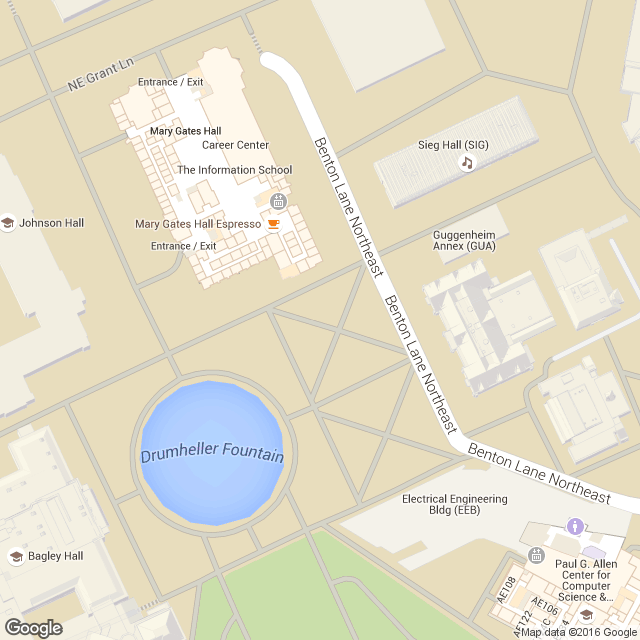 NE Grant Ln
Entrance / Exit
Mary Gates Hall
Career Center
Sieg Hall (SIG)
The Information School
Benton Lane Northeast
Johnson Hall
Mary Gates Hall Espresso
Entrance / Exit
Guggenheim
Annex (GUA)
Benton Lane Northeast
Drumheller Fountain
Benton Lane Northeast
Electrical Engineering
Bldg (EEB)
Bagley Hall
Paul G. Allen
Center for
Computer
Science &...
AE108
AE106
AE122
Google
Map data ©2016 Google